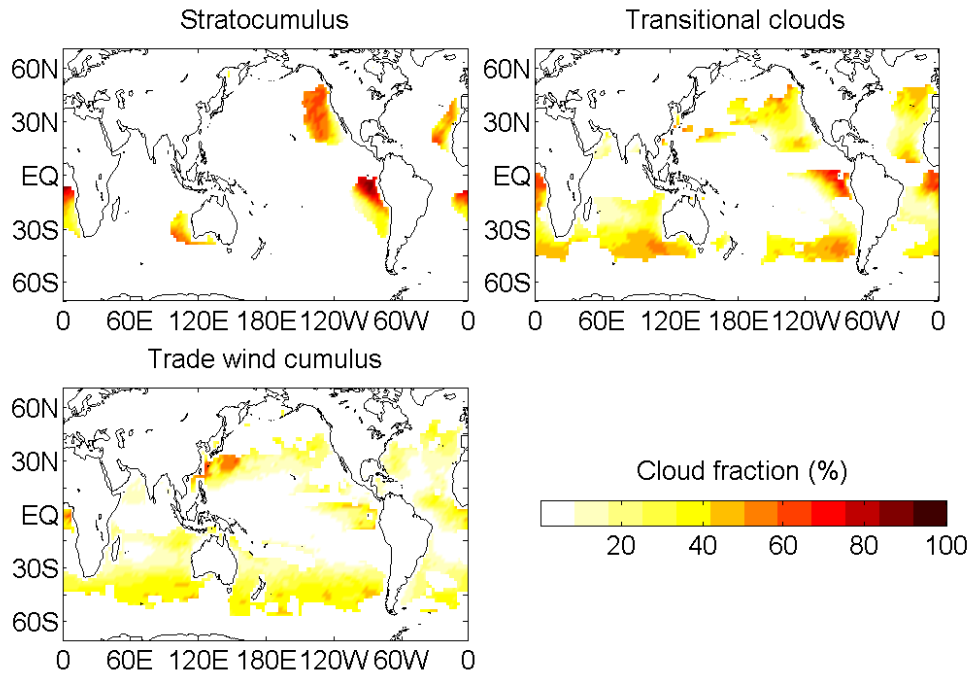 Stratocumulus
Transitional clouds
60N
30N
EQ
30S
60S
0 60E 120E 180E 120W 60W 0
60N
30N
EQ
30S
60S
0 60E 120E 180E 120W 60W 0
Trade wind cumulus
60N
30N
EQ
30S
60S
0 60E 120E 180E 120W 60W 0
Cloud fraction (%)
20 40 60 80 100